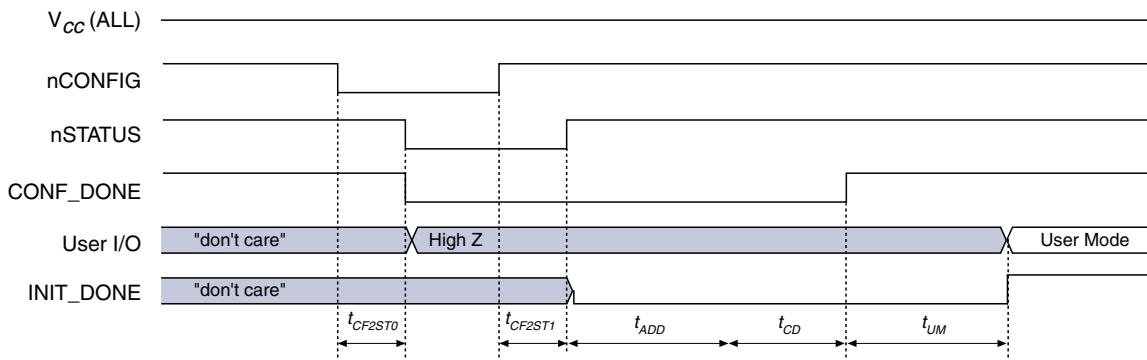 VCC (ALL)
nCONFIG
nSTATUS
CONF_DONE
User I/O "don't care" High Z User Mode
INIT_DONE "don't care"
tCF2ST0 tCF2ST1 tADD tCD tUM